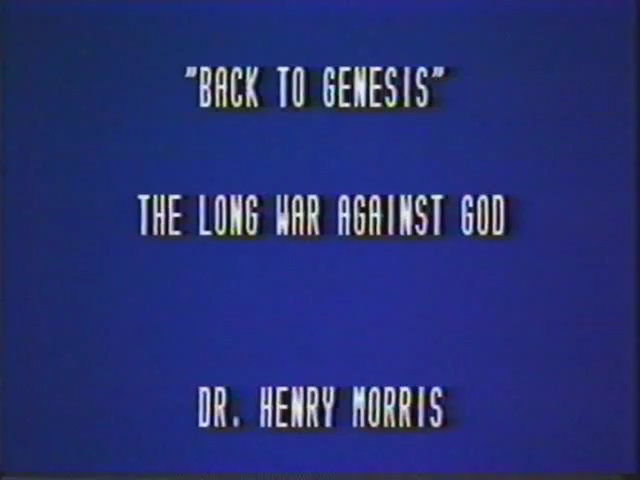 "BACK TO GENESIS"
THE LONG WAR AGAINST GOD
DR. HENRY MORRIS